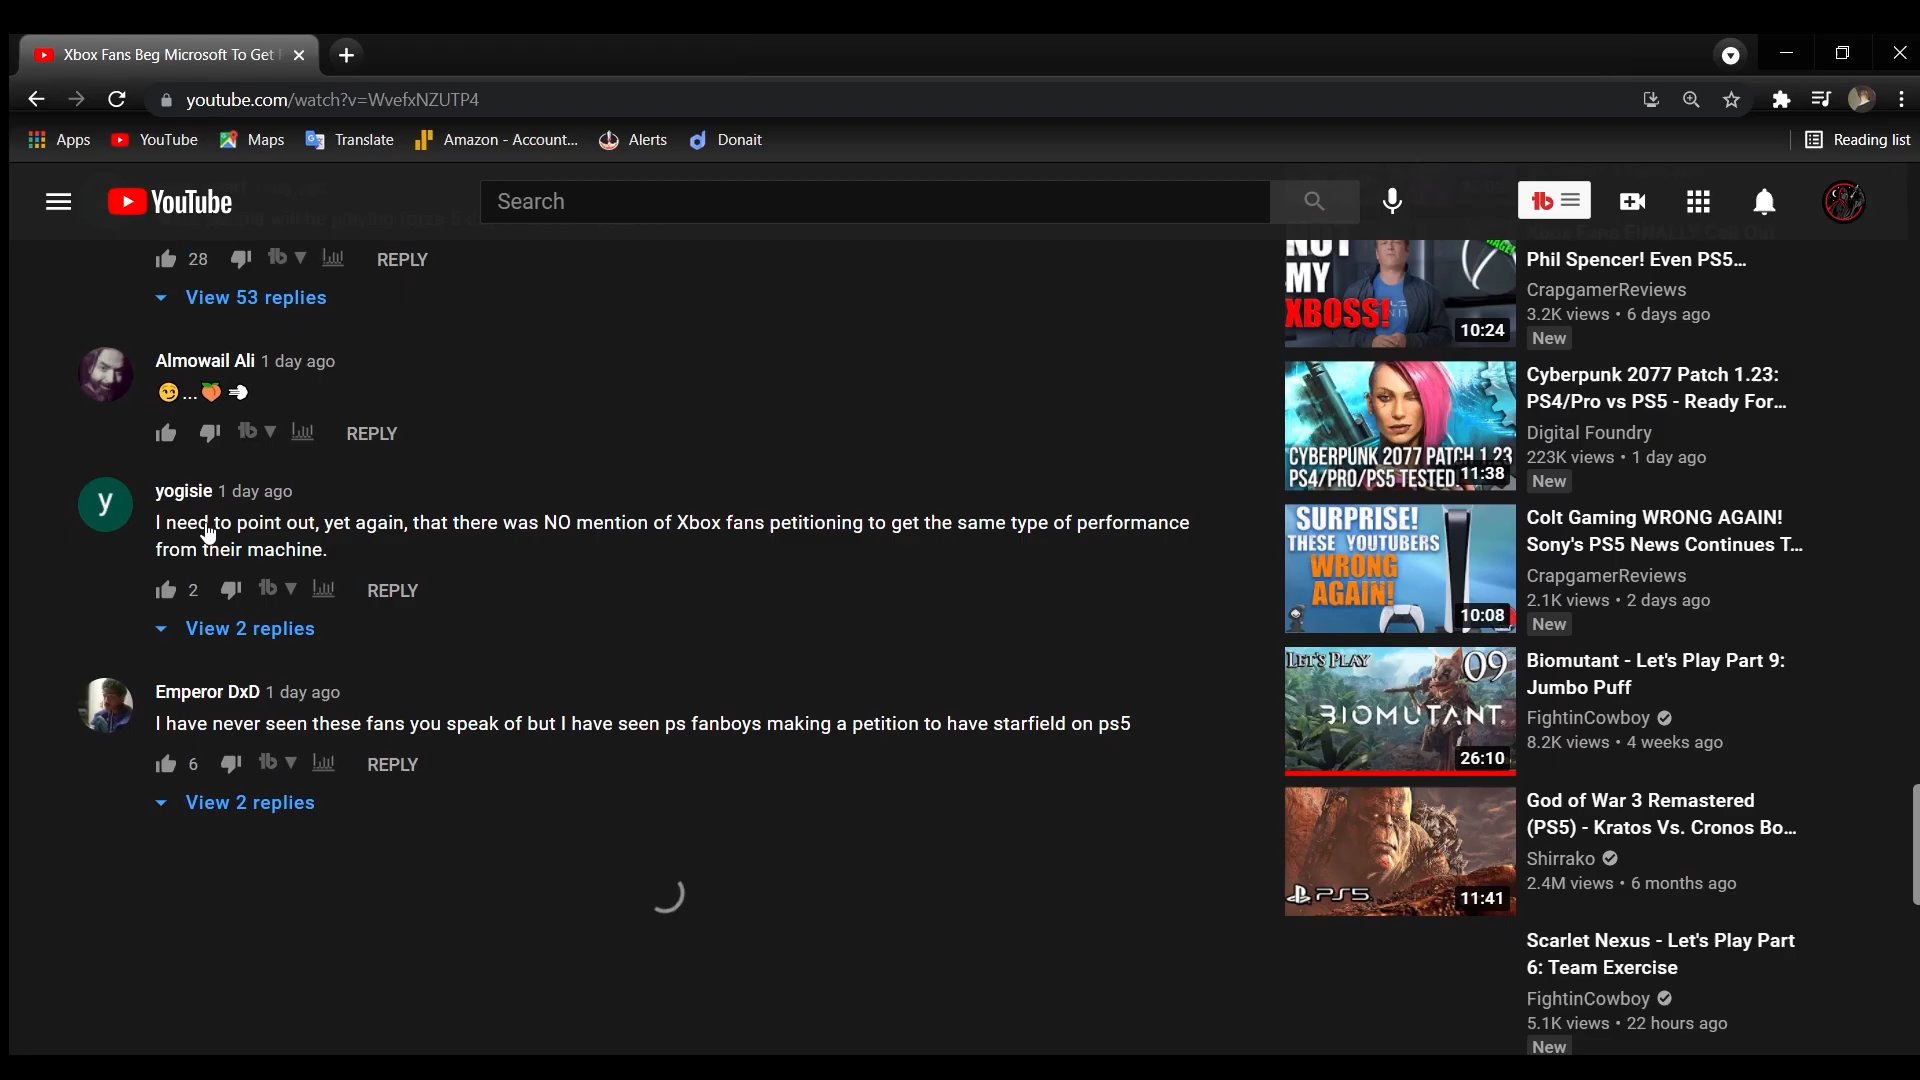 Xbox Fans Beg Microsoft To Get
youtube.com/watch?v=WvefxNZUTP4
Apps
YouTube
Maps
Translate
Amazon - Account...
Alerts
Donait
Reading list
YouTube
Search
28
REPLY
View 53 replies
Almowail Ali 1 day ago
😏...🍑💨
REPLY
yogisie 1 day ago
I need to point out, yet again, that there was NO mention of Xbox fans petitioning to get the same type of performance
from their machine.
2
REPLY
View 2 replies
Emperor DxD 1 day ago
I have never seen these fans you speak of but I have seen ps fanboys making a petition to have starfield on ps5
6
REPLY
View 2 replies
NOT
MY
XBOSS!
10:24
Phil Spencer! Even PS5...
CrapgamerReviews
3.2K views • 6 days ago
New
CYBERPUNK 2077 PATCH 1.23
PS4/PRO/PS5 TESTED
11:38
Cyberpunk 2077 Patch 1.23:
PS4/Pro vs PS5 - Ready For...
Digital Foundry
223K views • 1 day ago
New
SURPRISE!
THESE YOUTUBERS
WRONG
AGAIN!
10:08
Colt Gaming WRONG AGAIN!
Sony's PS5 News Continues T...
CrapgamerReviews
2.1K views • 2 days ago
New
LET'S PLAY
09
BIOMUTANT
26:10
Biomutant - Let's Play Part 9:
Jumbo Puff
FightinCowboy
8.2K views • 4 weeks ago
PS5
11:41
God of War 3 Remastered
(PS5) - Kratos Vs. Cronos Bo...
Shirrako
2.4M views • 6 months ago
Scarlet Nexus - Let's Play Part
6: Team Exercise
FightinCowboy
5.1K views • 22 hours ago
New